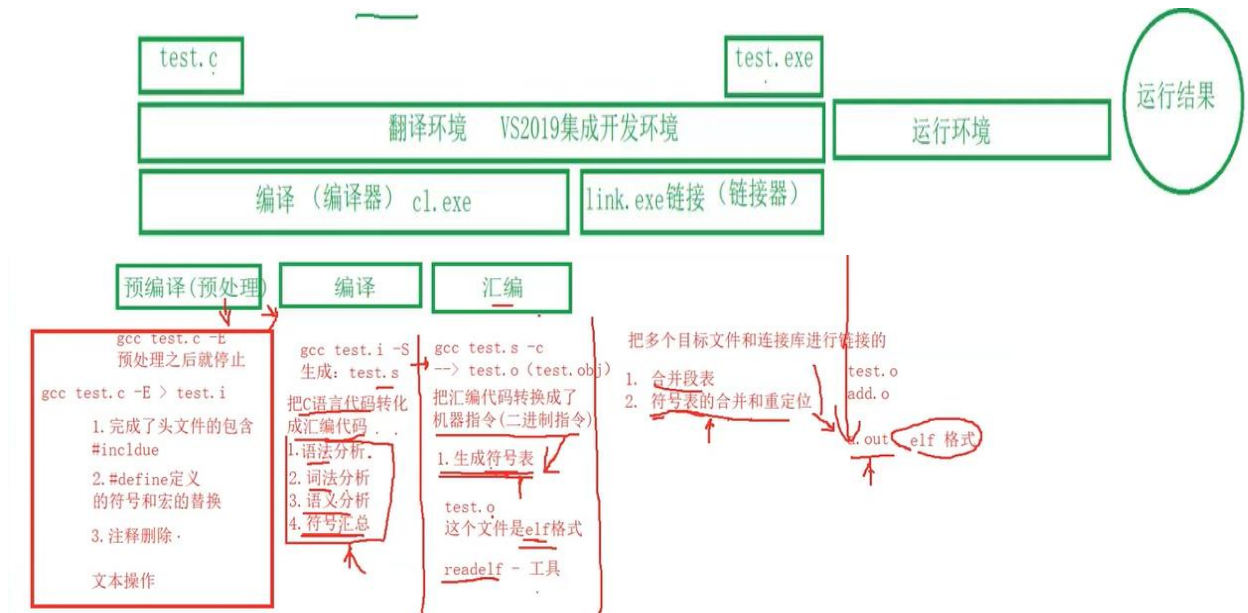 test.c
test.exe
运行结果
翻译环境 VS2019集成开发环境
运行环境
编译（编译器）cl.exe
link.exe链接（链接器）
预编译(预处理)
编译
汇编
gcc test.c -E
预处理之后就停止
gcc test.c -E > test.i
1.完成了头文件的包含
#incldue
2.#define定义
的符号和宏的替换
3.注释删除
文本操作
gcc test.i -S
生成：test.s
把C语言代码转化
成汇编代码
1.语法分析
2.词法分析
3.语义分析
4.符号汇总
gcc test.s -c
--> test.o（test.obj）
把汇编代码转换成了
机器指令(二进制指令)
1.生成符号表
test.o
这个文件是elf格式
readelf - 工具
把多个目标文件和连接库进行链接的
1. 合并段表
2. 符号表的合并和重定位
test.o
add.o
a.out elf 格式